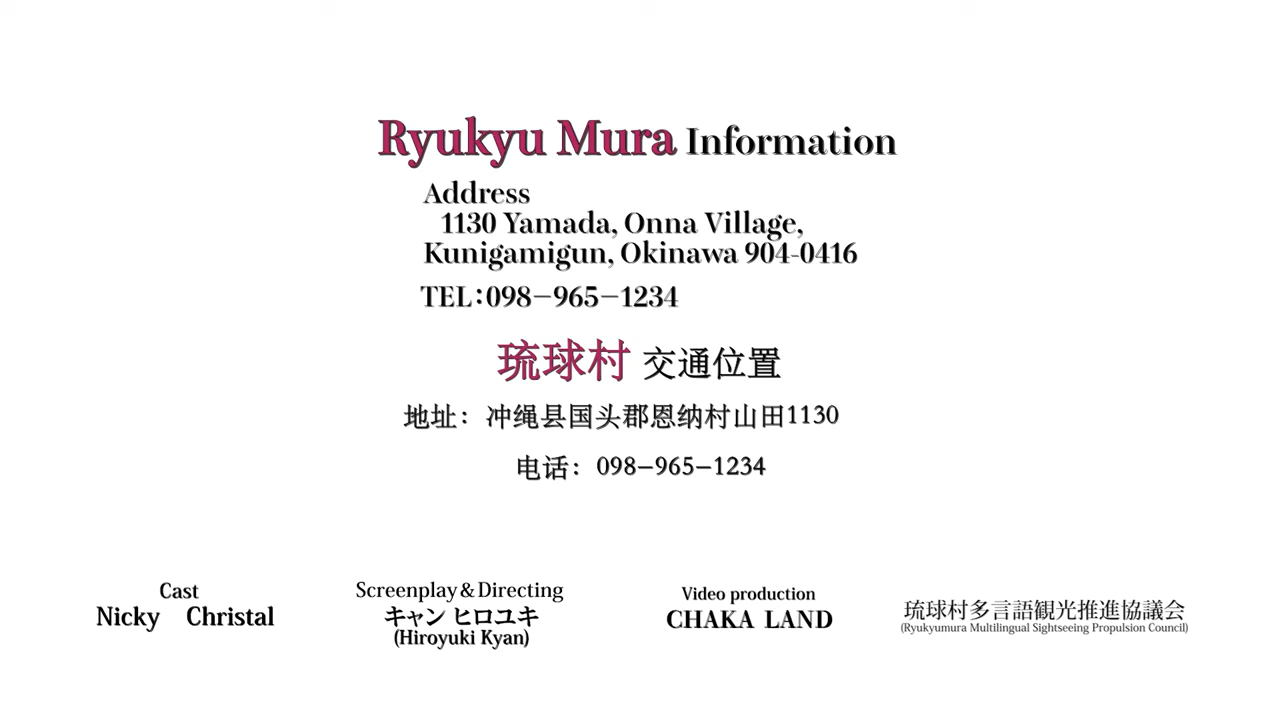 Ryukyu Mura Information
Address
1130 Yamada, Onna Village,
Kunigamigun, Okinawa 904-0416
TEL:098-965-1234
琉球村 交通位置
地址：冲绳县国头郡恩纳村山田1130
电话：098-965-1234
Cast
Nicky Christal
Screenplay&Directing
キャン ヒロユキ
(Hiroyuki Kyan)
Video production
CHAKA LAND
琉球村多言語観光推進協議会
(Ryukyumura Multilingual Sightseeing Propulsion Council)